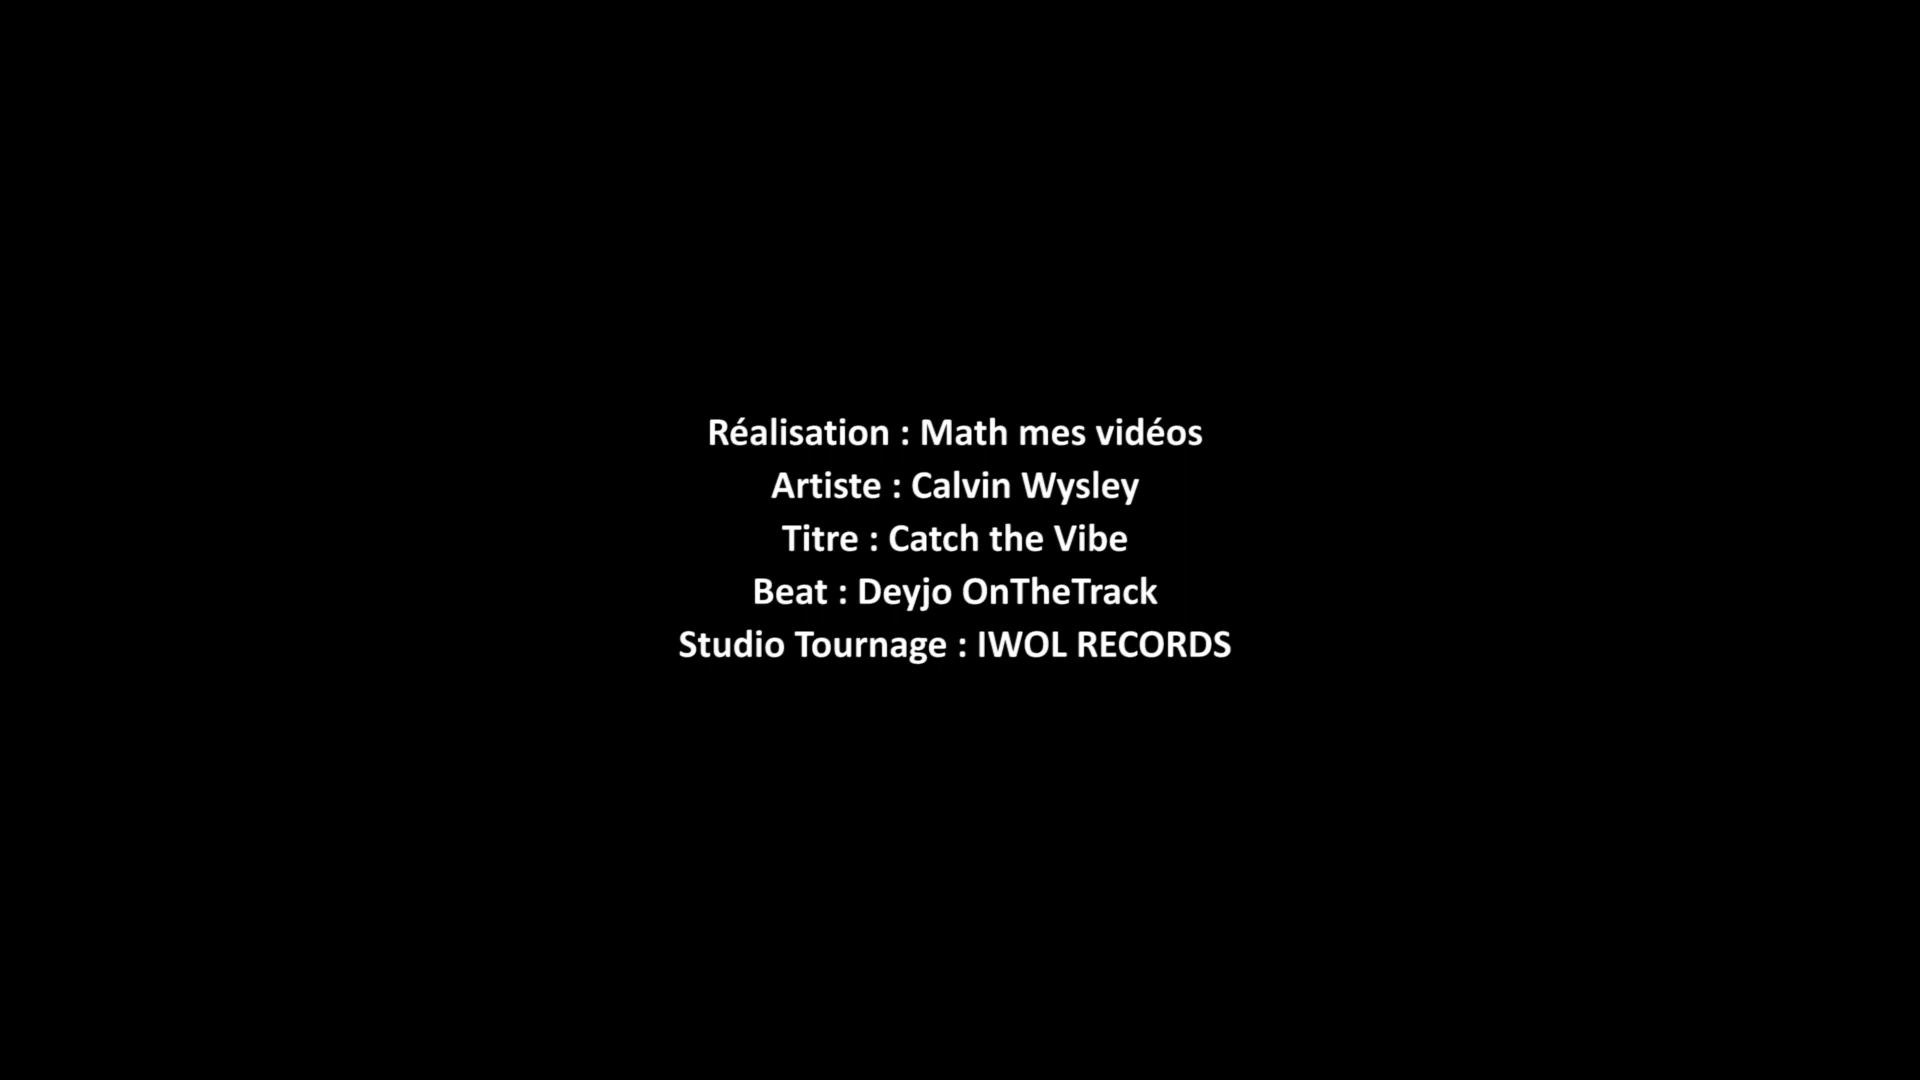 Réalisation : Math mes vidéos
Artiste : Calvin Wysley
Titre : Catch the Vibe
Beat : Deyjo OnTheTrack
Studio Tournage : IWOL RECORDS